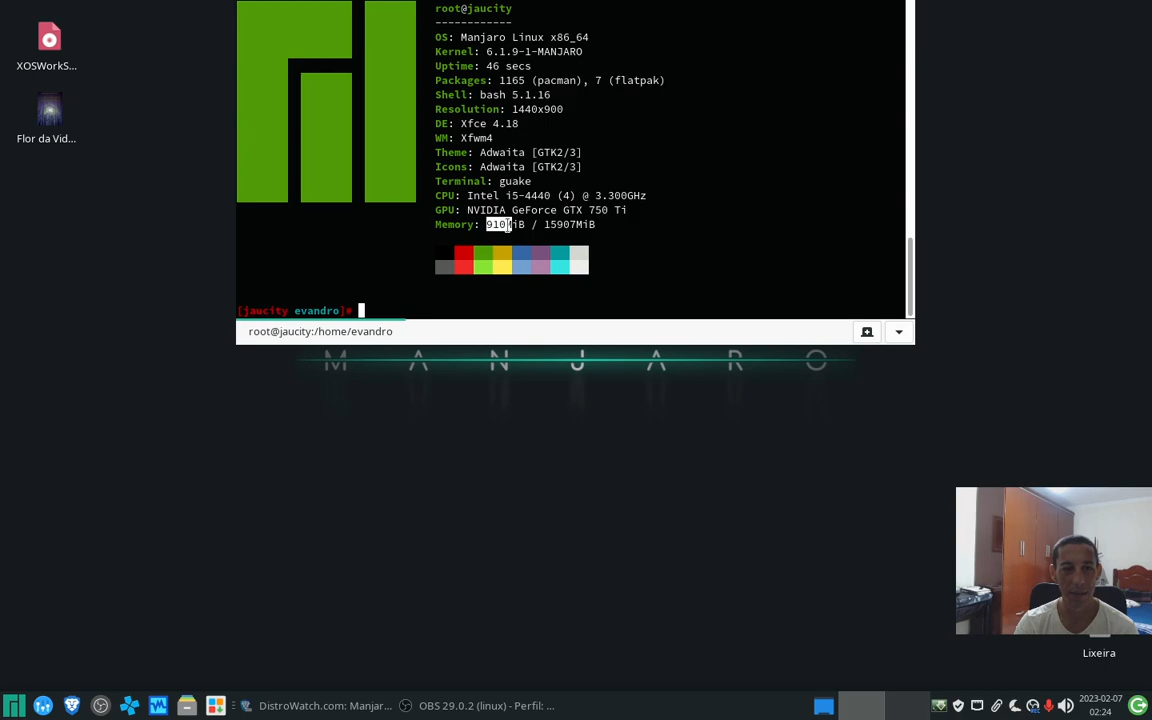 root@jaucity
------------
OS: Manjaro Linux x86_64
Kernel: 6.1.9-1-MANJARO
Uptime: 46 secs
Packages: 1165 (pacman), 7 (flatpak)
Shell: bash 5.1.16
Resolution: 1440x900
DE: Xfce 4.18
WM: Xfwm4
Theme: Adwaita [GTK2/3]
Icons: Adwaita [GTK2/3]
Terminal: guake
CPU: Intel i5-4440 (4) @ 3.300GHz
GPU: NVIDIA GeForce GTX 750 Ti
Memory: 910MiB / 15907MiB
[jaucity evandro]#
root@jaucity:/home/evandro
XOSWorkS...
Flor da Vid...
MANJARO
Lixeira
DistroWatch.com: Manjar...
OBS 29.0.2 (linux) - Perfil: ...
2023-02-07
02:24